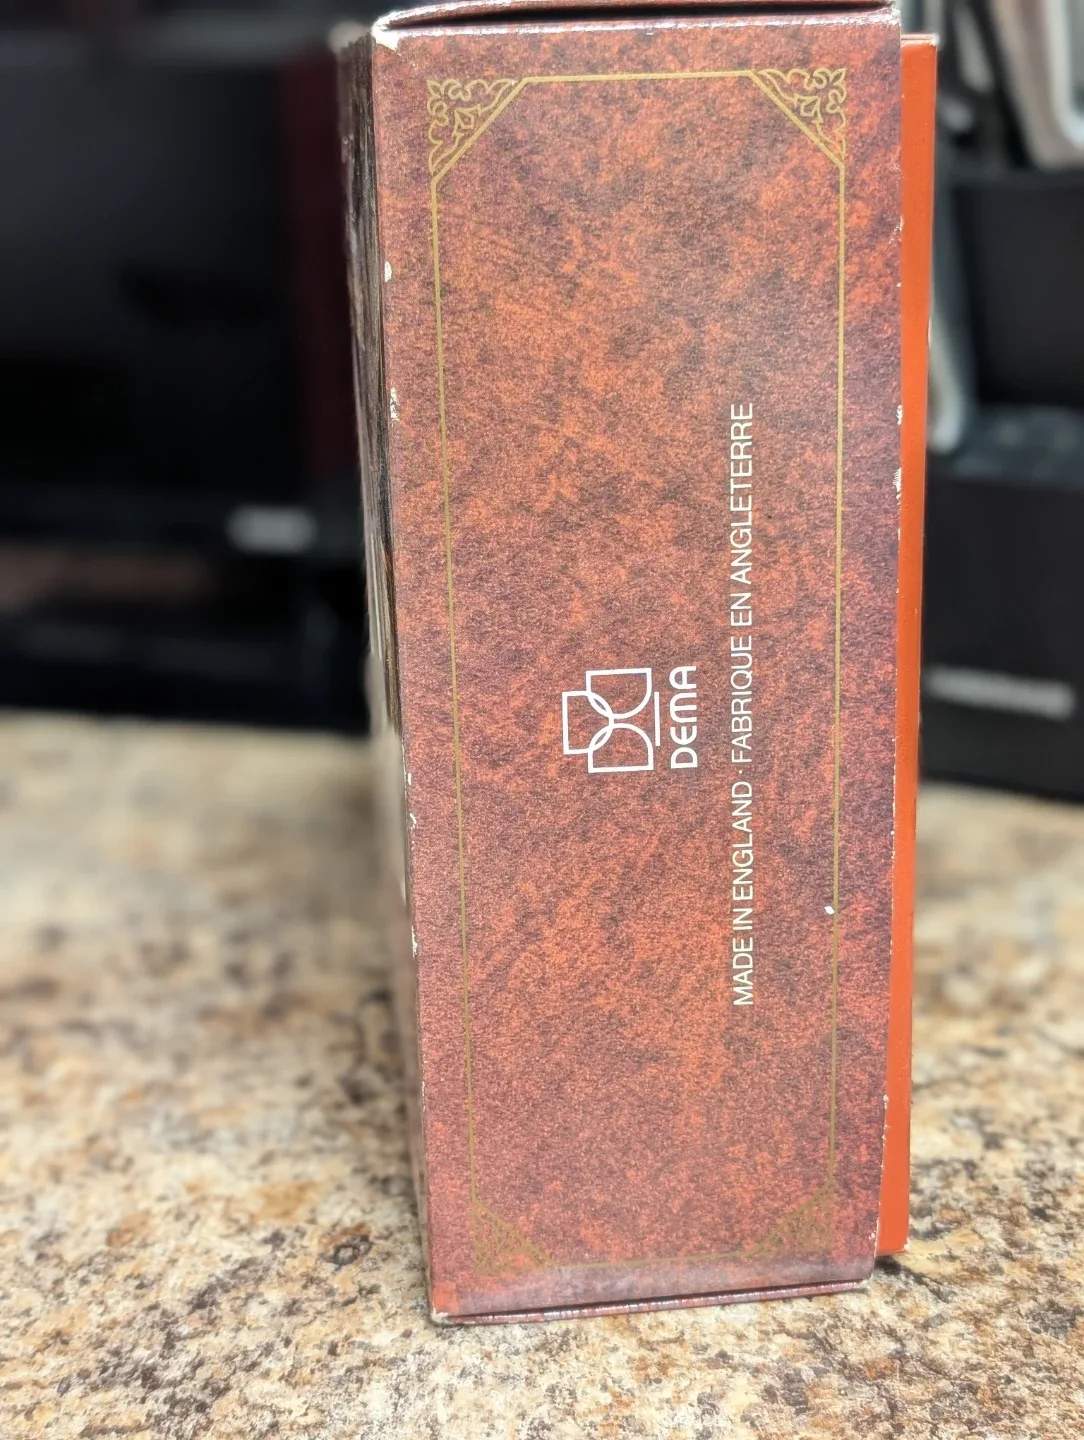 DEMA
MADE IN ENGLAND · FABRIQUE EN ANGLETERRE